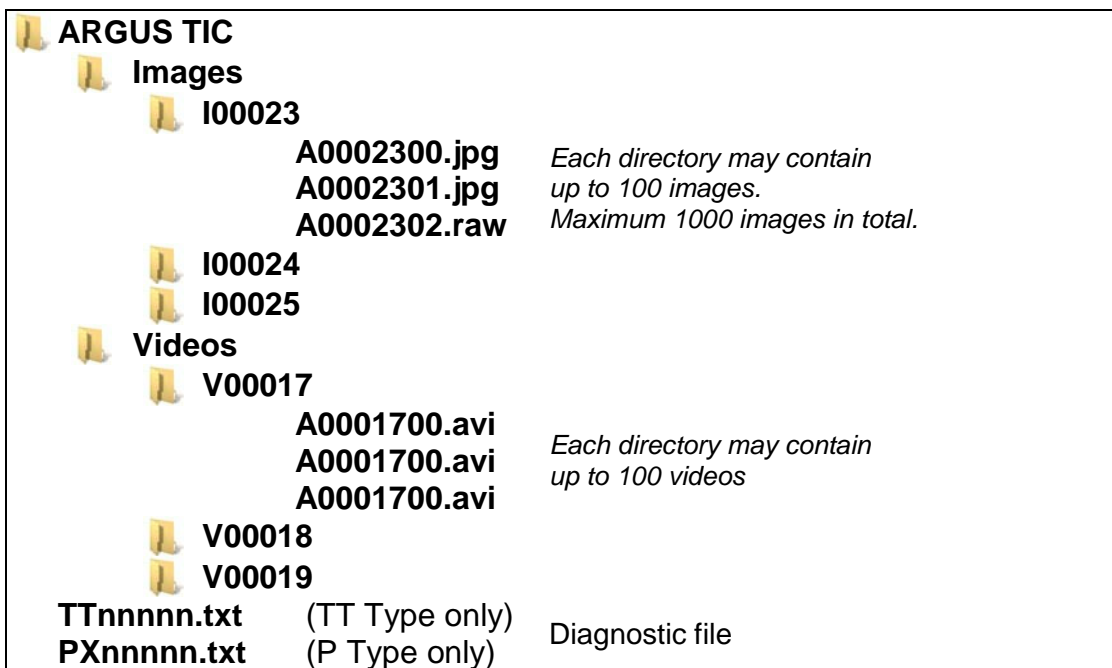 ARGUS TIC
Images
I00023
A0002300.jpg
A0002301.jpg
A0002302.raw
Each directory may contain
up to 100 images.
Maximum 1000 images in total.
I00024
I00025
Videos
V00017
A0001700.avi
A0001700.avi
A0001700.avi
Each directory may contain
up to 100 videos
V00018
V00019
TTnnnnn.txt (TT Type only)
PXnnnnn.txt (P Type only)
Diagnostic file